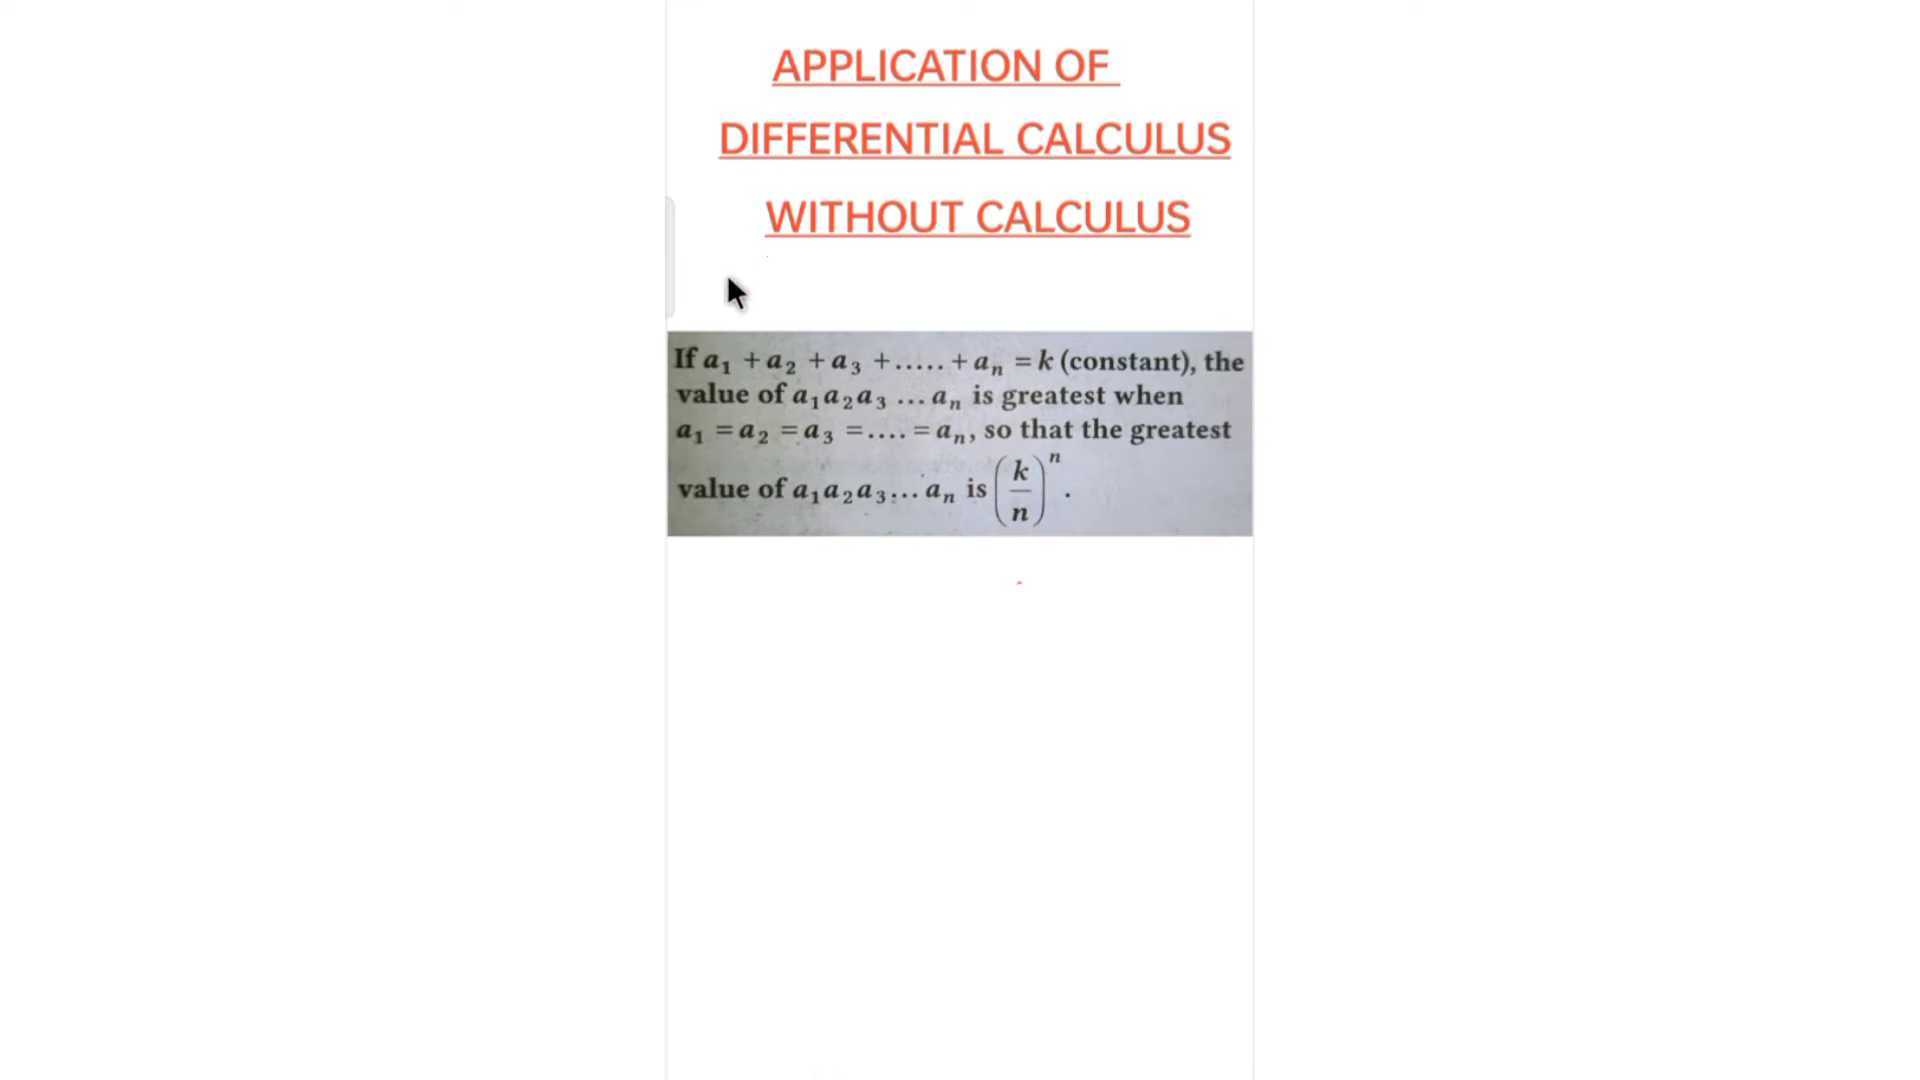 APPLICATION OF
DIFFERENTIAL CALCULUS
WITHOUT CALCULUS
If a₁ + a₂ + a₃ + ..... + aₙ = k (constant), the
value of a₁a₂a₃ ... aₙ is greatest when
a₁ = a₂ = a₃ = .... = aₙ, so that the greatest
value of a₁a₂a₃... aₙ is (k/n)ⁿ.